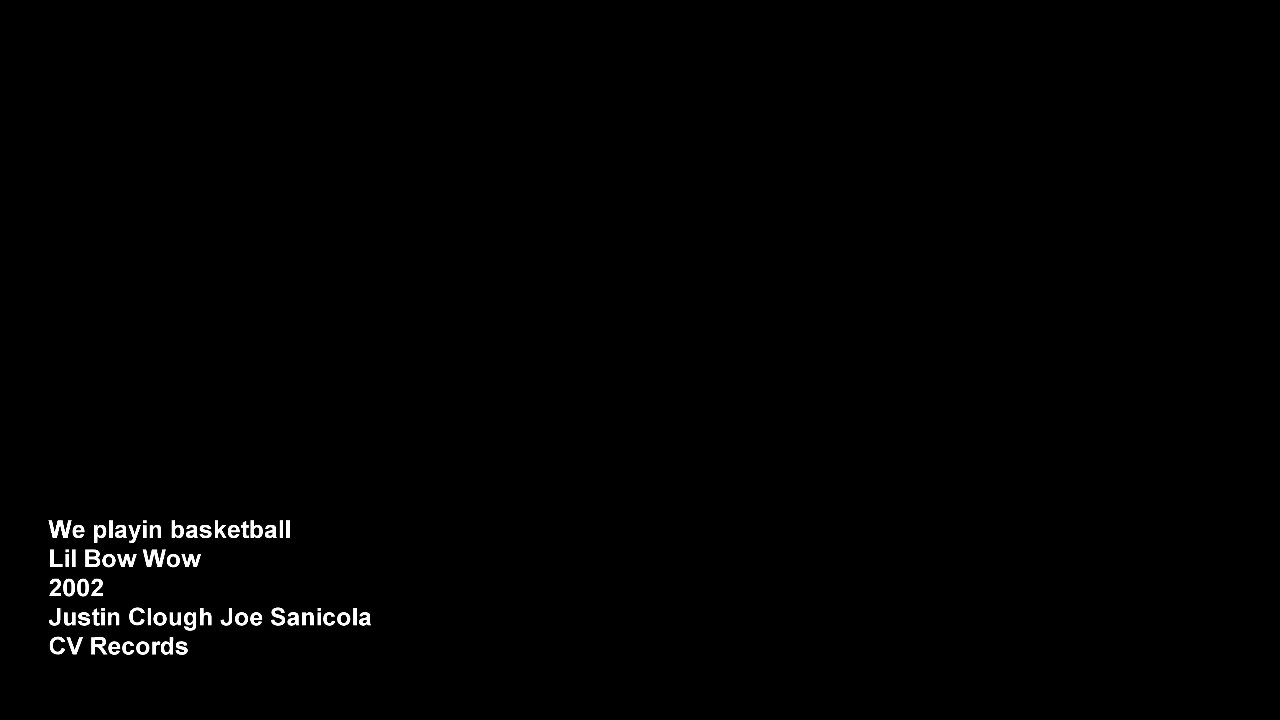 We playin basketball
Lil Bow Wow
2002
Justin Clough Joe Sanicola
CV Records